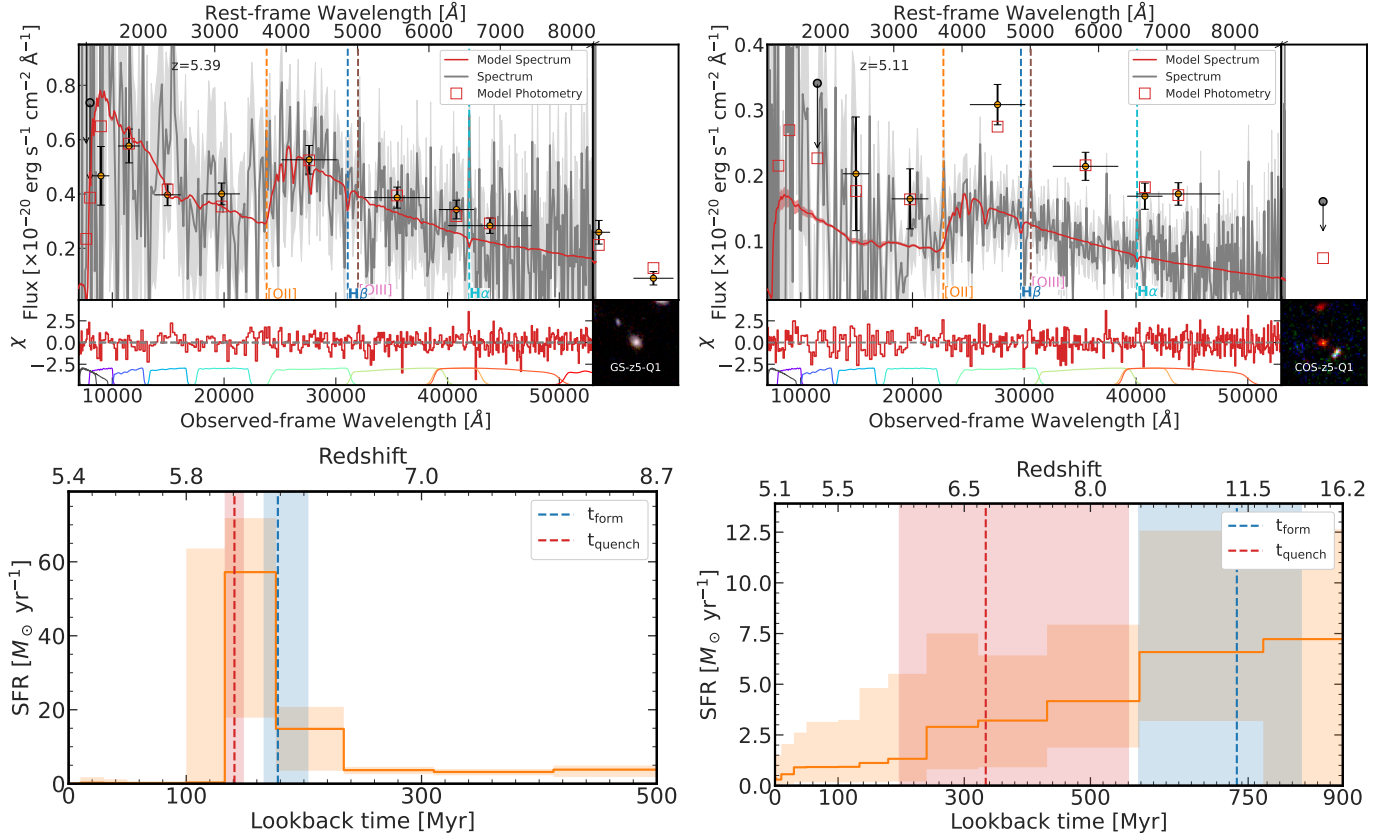 Rest-frame Wavelength [Å]
2000 3000 4000 5000 6000 7000 8000
z=5.39
Model Spectrum
Spectrum
Model Photometry
Flux [×10⁻²⁰ erg s⁻¹ cm⁻² Å⁻¹]
0.8
0.6
0.4
0.2
[OII]
Hβ
[OIII]
Hα
χ
2.5
0.0
−2.5
GS-z5-Q1
10000 20000 30000 40000 50000
Observed-frame Wavelength [Å]
Rest-frame Wavelength [Å]
2000 3000 4000 5000 6000 7000 8000
z=5.11
Model Spectrum
Spectrum
Model Photometry
Flux [×10⁻²⁰ erg s⁻¹ cm⁻² Å⁻¹]
0.4
0.3
0.2
0.1
[OII]
Hβ
[OIII]
Hα
χ
2.5
0.0
−2.5
COS-z5-Q1
10000 20000 30000 40000 50000
Observed-frame Wavelength [Å]
Redshift
5.4 5.8 7.0 8.7
t_form
t_quench
SFR [M⊙ yr⁻¹]
60
40
20
0
0 100 300 500
Lookback time [Myr]
Redshift
5.1 5.5 6.5 8.0 11.5 16.2
t_form
t_quench
SFR [M⊙ yr⁻¹]
12.5
10.0
7.5
5.0
2.5
0.0
0 100 300 500 750 900
Lookback time [Myr]